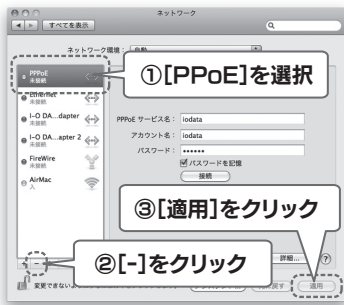 ネットワーク
すべてを表示
ネットワーク環境： 自動
①[PPoE]を選択
PPPoE
未接続
Ethernet
未接続
I-O DA...dapter
未接続
I-O DA...apter 2
未接続
FireWire
未接続
AirMac
入
PPPoE サービス名： iodata
アカウント名： iodata
パスワード： ••••••
パスワードを記憶
接続
③[適用]をクリック
+ −
②[-]をクリック
詳細... ?
変更できないよ
適用